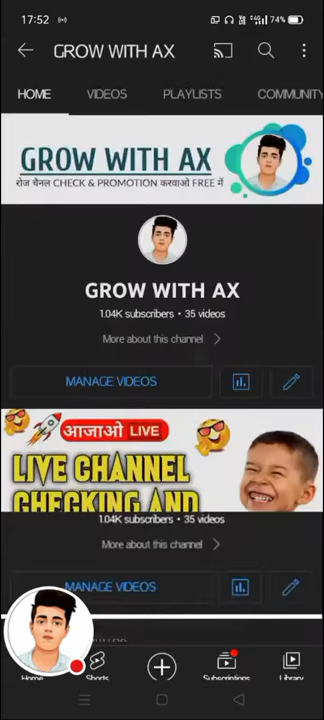 17:52
74%
GROW WITH AX
HOME VIDEOS PLAYLISTS COMMUNITY
GROW WITH AX
रोज चैनल CHECK & PROMOTION करवाओ FREE में
GROW WITH AX
1.04K subscribers • 35 videos
More about this channel
MANAGE VIDEOS
आजाओ LIVE
LIVE CHANNEL
CHECKING AND
1.04K subscribers • 35 videos
More about this channel
MANAGE VIDEOS
Home Shorts Subscriptions Library